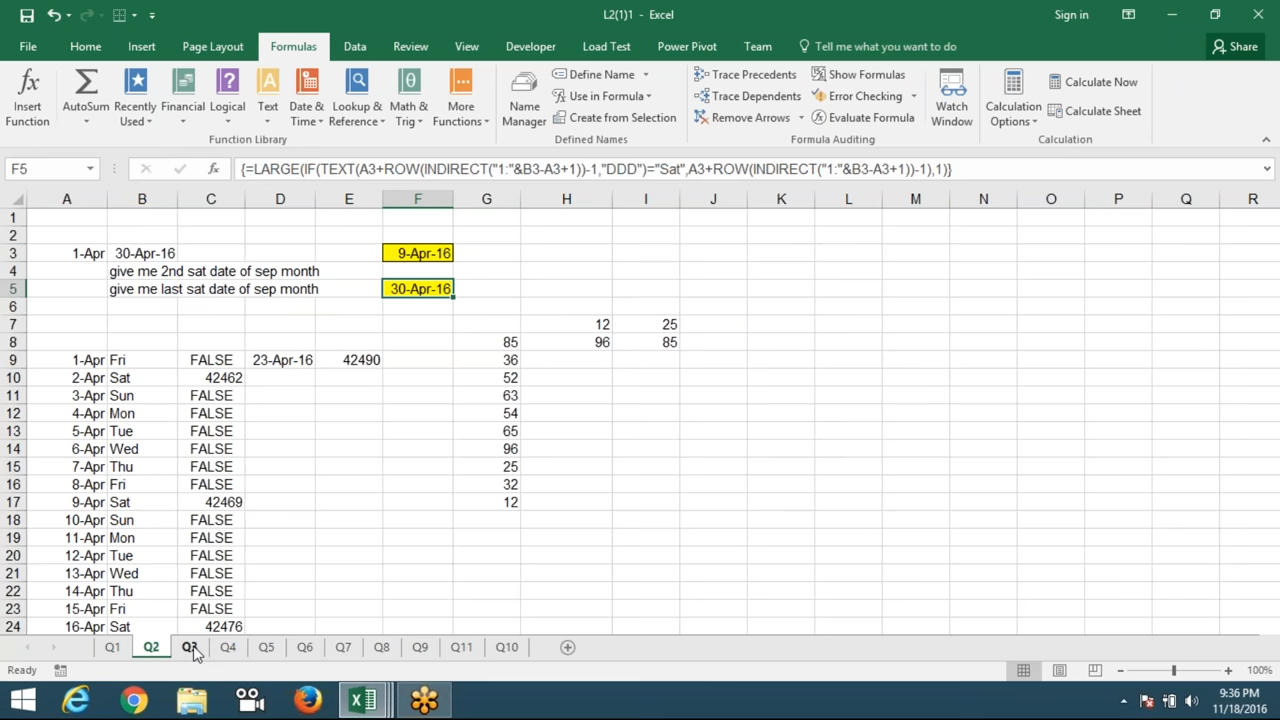 L2(1)1 - Excel
Sign in
File Home Insert Page Layout Formulas Data Review View Developer Load Test Power Pivot Team Tell me what you want to do... Share
Insert Function
AutoSum
Recently Used
Financial
Logical
Text
Date & Time
Lookup & Reference
Math & Trig
More Functions
Function Library
Name Manager
Define Name
Use in Formula
Create from Selection
Defined Names
Trace Precedents
Trace Dependents
Remove Arrows
Show Formulas
Error Checking
Evaluate Formula
Formula Auditing
Watch Window
Calculation Options
Calculate Now
Calculate Sheet
Calculation
F5 fx {=LARGE(IF(TEXT(A3+ROW(INDIRECT("1:"&B3-A3+1))-1,"DDD")="Sat",A3+ROW(INDIRECT("1:"&B3-A3+1))-1),1)}
A B C D E F G H I J K L M N O P Q R
1
2
3 1-Apr 30-Apr-16 9-Apr-16
4 give me 2nd sat date of sep month
5 give me last sat date of sep month 30-Apr-16
6
7 12 25
8 85 96 85
9 1-Apr Fri FALSE 23-Apr-16 42490 36
10 2-Apr Sat 42462 52
11 3-Apr Sun FALSE 63
12 4-Apr Mon FALSE 54
13 5-Apr Tue FALSE 65
14 6-Apr Wed FALSE 96
15 7-Apr Thu FALSE 25
16 8-Apr Fri FALSE 32
17 9-Apr Sat 42469 12
18 10-Apr Sun FALSE
19 11-Apr Mon FALSE
20 12-Apr Tue FALSE
21 13-Apr Wed FALSE
22 14-Apr Thu FALSE
23 15-Apr Fri FALSE
24 16-Apr Sat 42476
Q1 Q2 Q3 Q4 Q5 Q6 Q7 Q8 Q9 Q11 Q10
Ready 100%
9:36 PM
11/18/2016